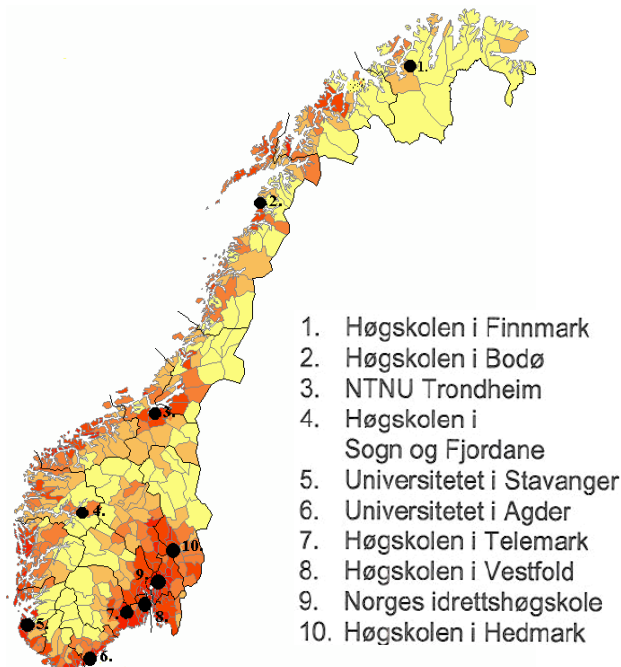 1.
2.
3.
4.
5.
6.
7.
8.
9.
10.
1. Høgskolen i Finnmark
2. Høgskolen i Bodø
3. NTNU Trondheim
4. Høgskolen i
Sogn og Fjordane
5. Universitetet i Stavanger
6. Universitetet i Agder
7. Høgskolen i Telemark
8. Høgskolen i Vestfold
9. Norges idrettshøgskole
10. Høgskolen i Hedmark